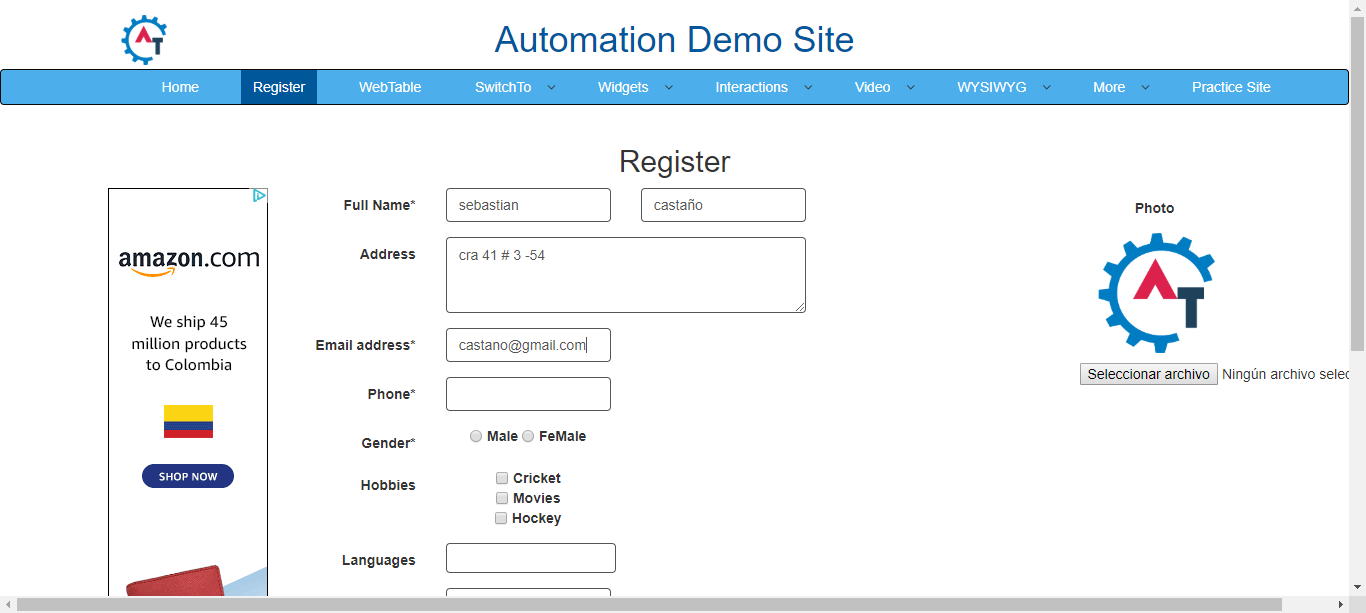 AT
Automation Demo Site
Home Register WebTable SwitchTo Widgets Interactions Video WYSIWYG More Practice Site
Register
Full Name* sebastian castaño
Address cra 41 # 3 -54
Email address* castano@gmail.com
Phone*
Gender* Male FeMale
Hobbies Cricket
Movies
Hockey
Languages
amazon.com
We ship 45
million products
to Colombia
SHOP NOW
Photo
AT
Seleccionar archivo Ningún archivo selec